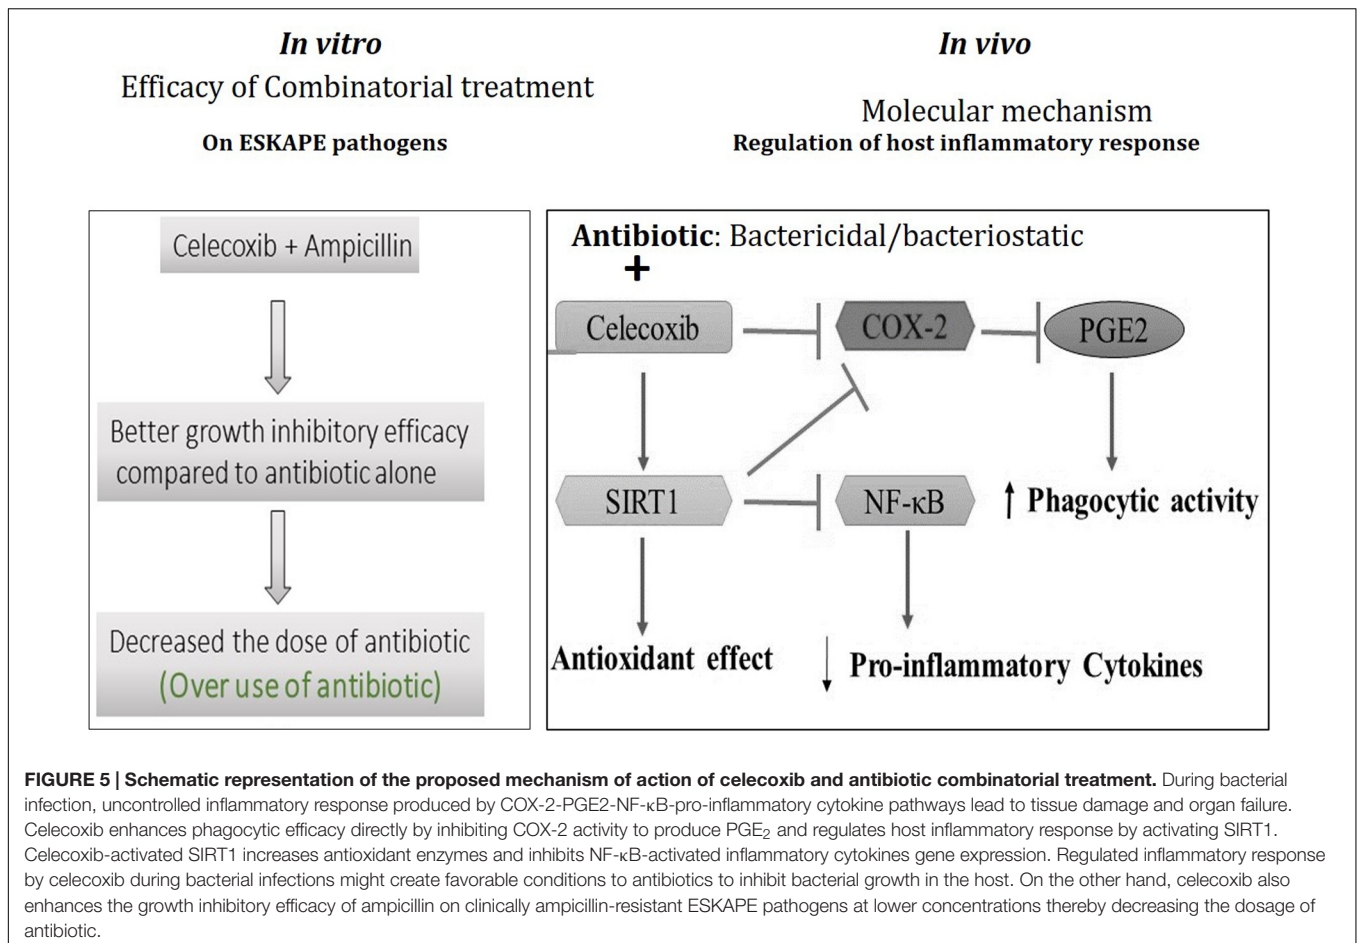 In vitro
Efficacy of Combinatorial treatment
On ESKAPE pathogens
In vivo
Molecular mechanism
Regulation of host inflammatory response
Celecoxib + Ampicillin
Better growth inhibitory efficacy
compared to antibiotic alone
Decreased the dose of antibiotic
(Over use of antibiotic)
Antibiotic: Bactericidal/bacteriostatic
+
Celecoxib
COX-2
PGE2
SIRT1
NF-κB
↑ Phagocytic activity
Antioxidant effect
↓ Pro-inflammatory Cytokines
FIGURE 5 | Schematic representation of the proposed mechanism of action of celecoxib and antibiotic combinatorial treatment. During bacterial
infection, uncontrolled inflammatory response produced by COX-2-PGE2-NF-κB-pro-inflammatory cytokine pathways lead to tissue damage and organ failure.
Celecoxib enhances phagocytic efficacy directly by inhibiting COX-2 activity to produce PGE₂ and regulates host inflammatory response by activating SIRT1.
Celecoxib-activated SIRT1 increases antioxidant enzymes and inhibits NF-κB-activated inflammatory cytokines gene expression. Regulated inflammatory response
by celecoxib during bacterial infections might create favorable conditions to antibiotics to inhibit bacterial growth in the host. On the other hand, celecoxib also
enhances the growth inhibitory efficacy of ampicillin on clinically ampicillin-resistant ESKAPE pathogens at lower concentrations thereby decreasing the dosage of
antibiotic.